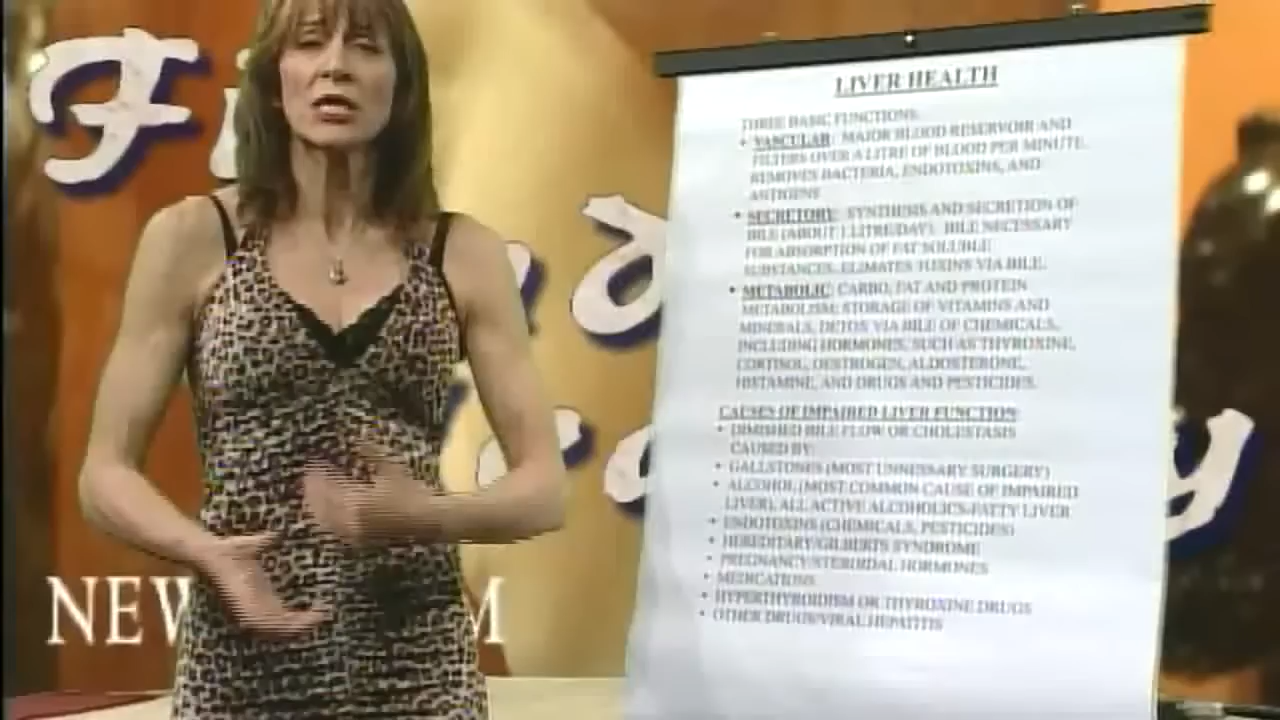 Fi
NEW M
y
LIVER HEALTH
THREE BASIC FUNCTIONS:
• VASCULAR: MAJOR BLOOD RESERVOIR AND
FILTERS OVER A LITRE OF BLOOD PER MINUTE.
REMOVES BACTERIA, ENDOTOXINS, AND
ANTIGENS
• SECRETORY: SYNTHESIS AND SECRETION OF
BILE (ABOUT 1 LITRE/DAY). BILE NECESSARY
FOR ABSORPTION OF FAT SOLUBLE
SUBSTANCES. ELIMATES TOXINS VIA BILE.
• METABOLIC: CARBO, FAT AND PROTEIN
METABOLISM; STORAGE OF VITAMINS AND
MINERALS, DETOX VIA BILE OF CHEMICALS,
INCLUDING HORMONES, SUCH AS THYROXINE,
CORTISOL, OESTROGEN, ALDOSTERONE,
HISTAMINE, AND DRUGS AND PESTICIDES.
CAUSES OF IMPAIRED LIVER FUNCTION:
• DIMISHED BILE FLOW OR CHOLESTASIS
CAUSED BY:
• GALLSTONES (MOST UNNESSARY SURGERY)
• ALCOHOL (MOST COMMON CAUSE OF IMPAIRED
LIVER), ALL ACTIVE ALCOHOLICS-FATTY LIVER
• ENDOTOXINS (CHEMICALS, PESTICIDES)
• HEREDITARY/GILBERTS SYNDROME
• PREGNANCY/STEROIDAL HORMONES
• MEDICATIONS
• HYPERTHYROIDISM OR THYROXINE DRUGS
• OTHER DRUGS/VIRAL HEPATITIS